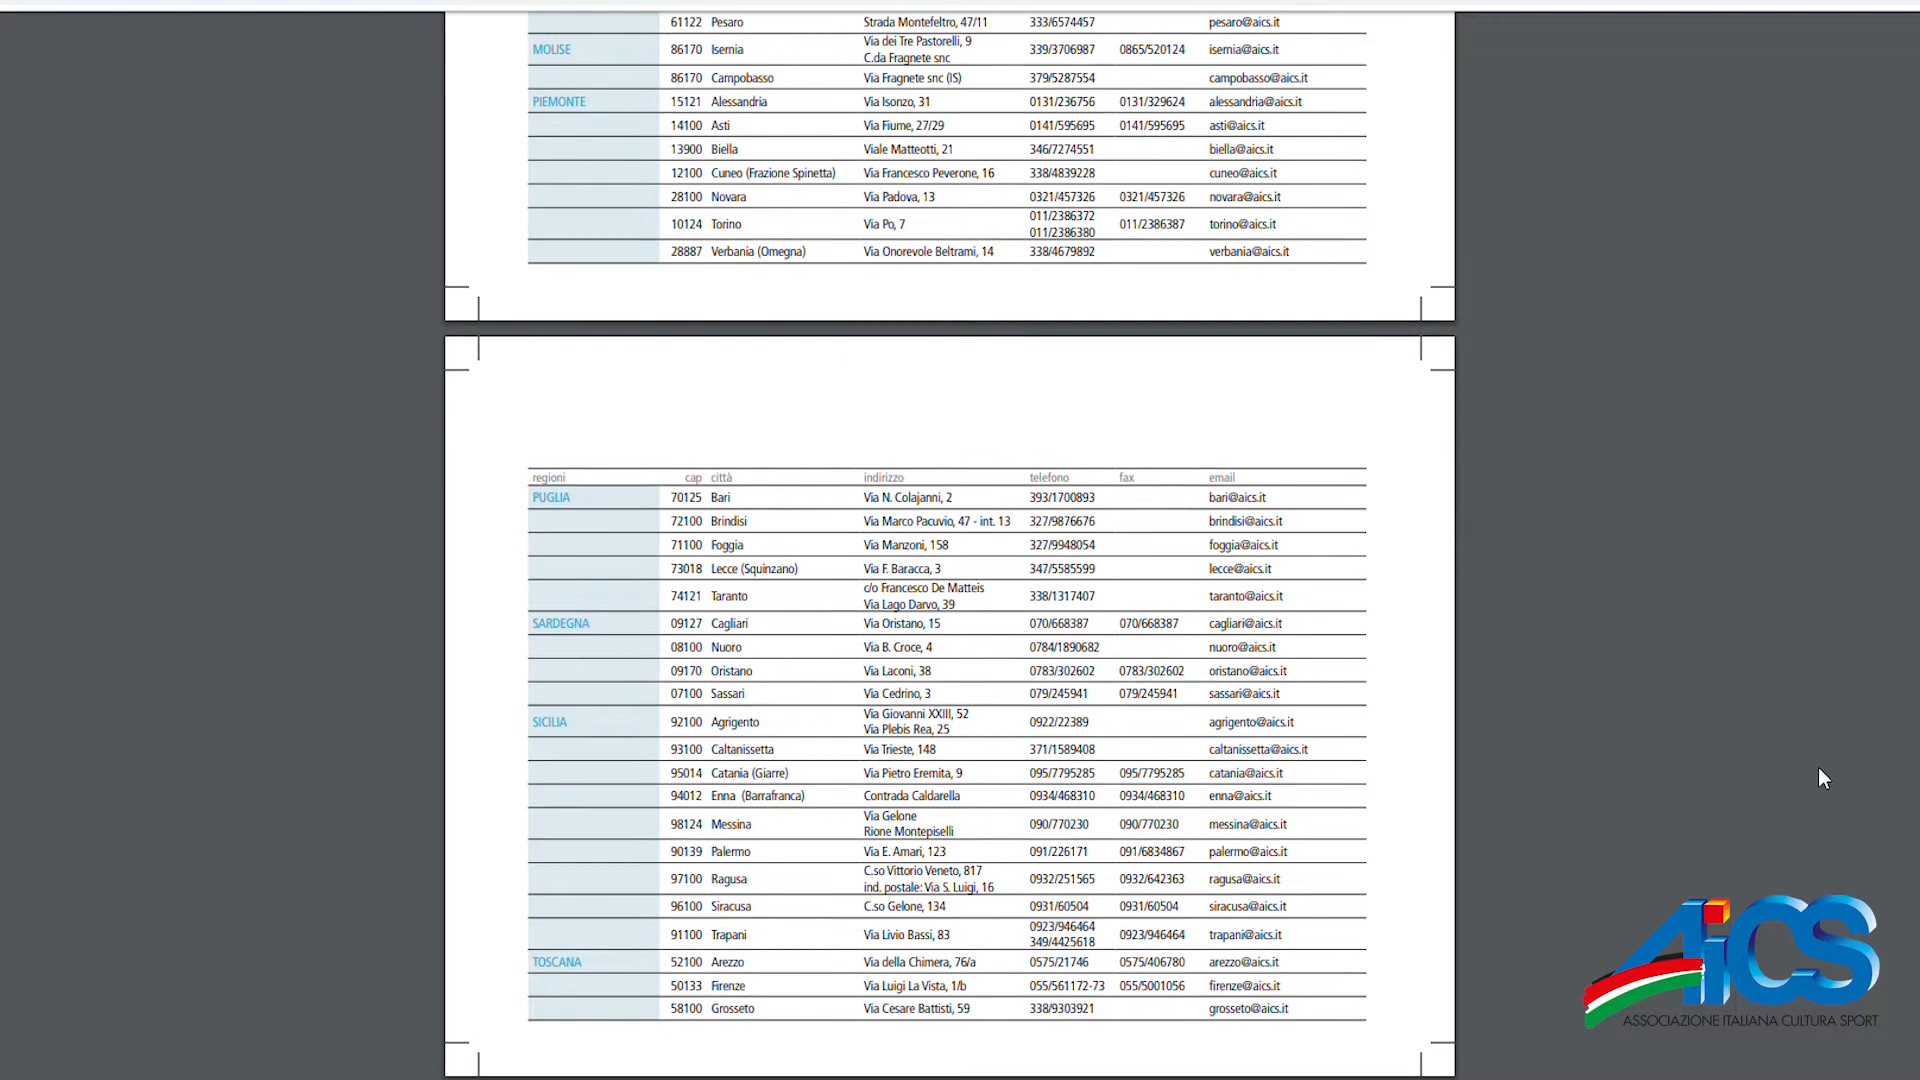 61122 Pesaro Strada Montefeltro, 47/11 333/6574457 pesaro@aics.it
MOLISE 86170 Isernia Via dei Tre Pastorelli, 9 C.da Fragnete snc 339/3706987 0865/520124 isernia@aics.it
86170 Campobasso Via Fragnete snc (IS) 379/5287554 campobasso@aics.it
PIEMONTE 15121 Alessandria Via Isonzo, 31 0131/236756 0131/329624 alessandria@aics.it
14100 Asti Via Fiume, 27/29 0141/595695 0141/595695 asti@aics.it
13900 Biella Viale Matteotti, 21 346/7274551 biella@aics.it
12100 Cuneo (Frazione Spinetta) Via Francesco Peverone, 16 338/4839228 cuneo@aics.it
28100 Novara Via Padova, 13 0321/457326 0321/457326 novara@aics.it
10124 Torino Via Po, 7 011/2386372 011/2386380 011/2386387 torino@aics.it
28887 Verbania (Omegna) Via Onorevole Beltrami, 14 338/4679892 verbania@aics.it
regioni cap città indirizzo telefono fax email
PUGLIA 70125 Bari Via N. Colajanni, 2 393/1700893 bari@aics.it
72100 Brindisi Via Marco Pacuvio, 47 - int. 13 327/9876676 brindisi@aics.it
71100 Foggia Via Manzoni, 158 327/9948054 foggia@aics.it
73018 Lecce (Squinzano) Via F. Baracca, 3 347/5585599 lecce@aics.it
74121 Taranto c/o Francesco De Matteis Via Lago Darvo, 39 338/1317407 taranto@aics.it
SARDEGNA 09127 Cagliari Via Oristano, 15 070/668387 070/668387 cagliari@aics.it
08100 Nuoro Via B. Croce, 4 0784/1890682 nuoro@aics.it
09170 Oristano Via Laconi, 38 0783/302602 0783/302602 oristano@aics.it
07100 Sassari Via Cedrino, 3 079/245941 079/245941 sassari@aics.it
SICILIA 92100 Agrigento Via Giovanni XXIII, 52 Via Plebis Rea, 25 0922/22389 agrigento@aics.it
93100 Caltanissetta Via Trieste, 148 371/1589408 caltanissetta@aics.it
95014 Catania (Giarre) Via Pietro Eremita, 9 095/7795285 095/7795285 catania@aics.it
94012 Enna (Barrafranca) Contrada Caldarella 0934/468310 0934/468310 enna@aics.it
98124 Messina Via Gelone Rione Montepiselli 090/770230 090/770230 messina@aics.it
90139 Palermo Via E. Amari, 123 091/226171 091/6834867 palermo@aics.it
97100 Ragusa C.so Vittorio Veneto, 817 ind. postale: Via S. Luigi, 16 0932/251565 0932/642363 ragusa@aics.it
96100 Siracusa C.so Gelone, 134 0931/60504 0931/60504 siracusa@aics.it
91100 Trapani Via Livio Bassi, 83 0923/946464 349/4425618 0923/946464 trapani@aics.it
TOSCANA 52100 Arezzo Via della Chimera, 76/a 0575/21746 0575/406780 arezzo@aics.it
50133 Firenze Via Luigi La Vista, 1/b 055/561172-73 055/5001056 firenze@aics.it
58100 Grosseto Via Cesare Battisti, 59 338/9303921 grosseto@aics.it
AiCS
ASSOCIAZIONE ITALIANA CULTURA SPORT